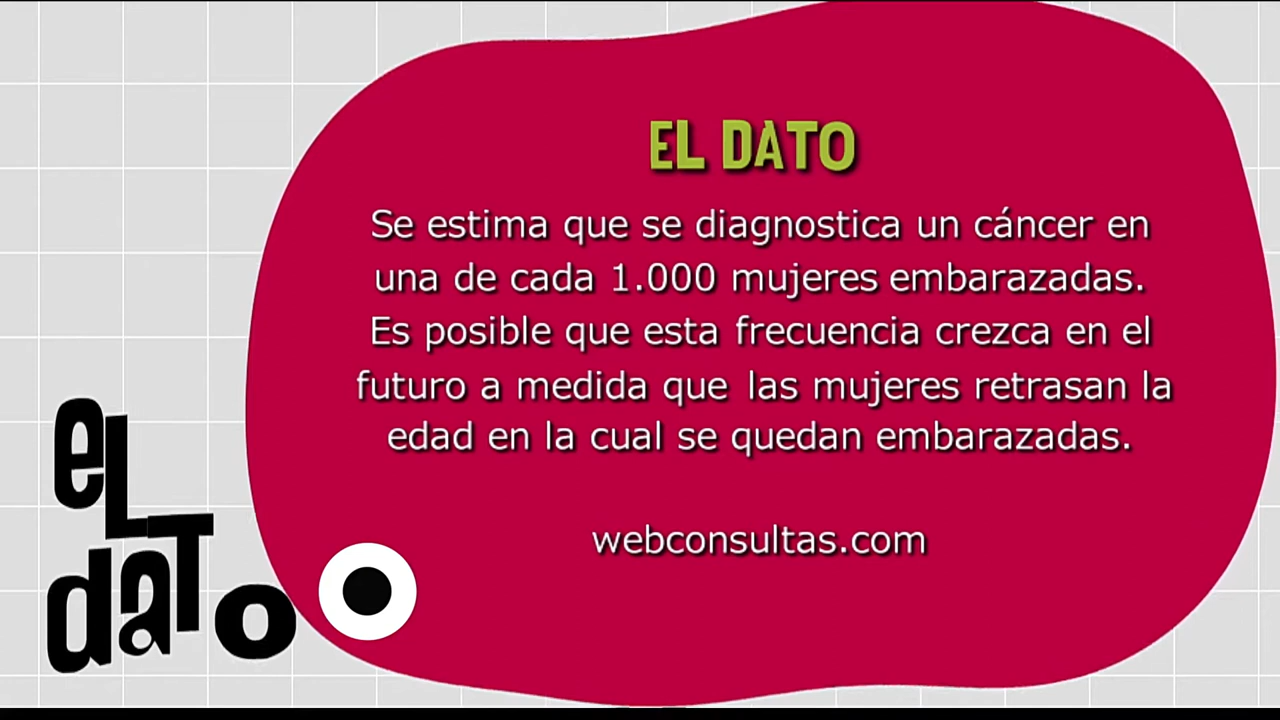 EL DATO
Se estima que se diagnostica un cáncer en
una de cada 1.000 mujeres embarazadas.
Es posible que esta frecuencia crezca en el
futuro a medida que las mujeres retrasan la
edad en la cual se quedan embarazadas.
webconsultas.com
eL
daTo